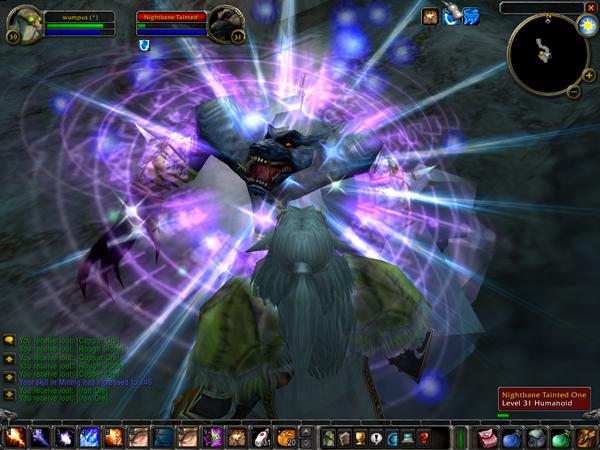 wumpus (*)
39
Nightbane Tainted
31
N
You receive loot: [Copper Ore]
You receive loot: [Rough Stone]
You receive loot: [Copper Ore]
You receive loot: [Rough Stone]
You receive loot: [Copper Ore]
Your skill in Mining has increased to 146
You receive loot: [Iron Ore]
You receive loot: [Iron Ore]
Nightbane Tainted One
Level 31 Humanoid
20